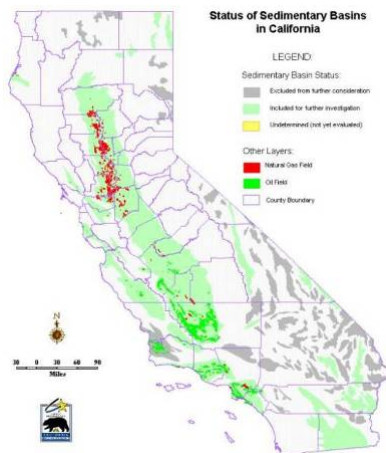 Status of Sedimentary Basins
in California
LEGEND:
Sedimentary Basin Status:
Excluded from further consideration
Included for further investigation
Undetermined (not yet evaluated)
Other Layers:
Natural Gas Field
Oil Field
County Boundary
N
30 0 30 60 90
Miles